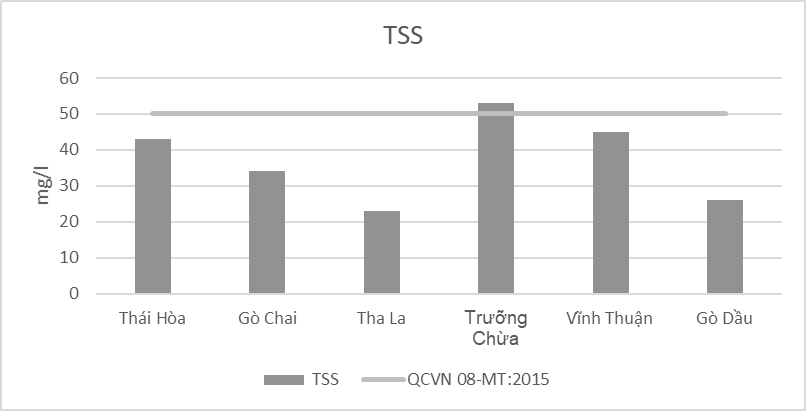 TSS
mg/l
60
50
40
30
20
10
0
Thái Hòa
Gò Chai
Tha La
Trưỡng
Chừa
Vĩnh Thuận
Gò Dầu
TSS
QCVN 08-MT:2015